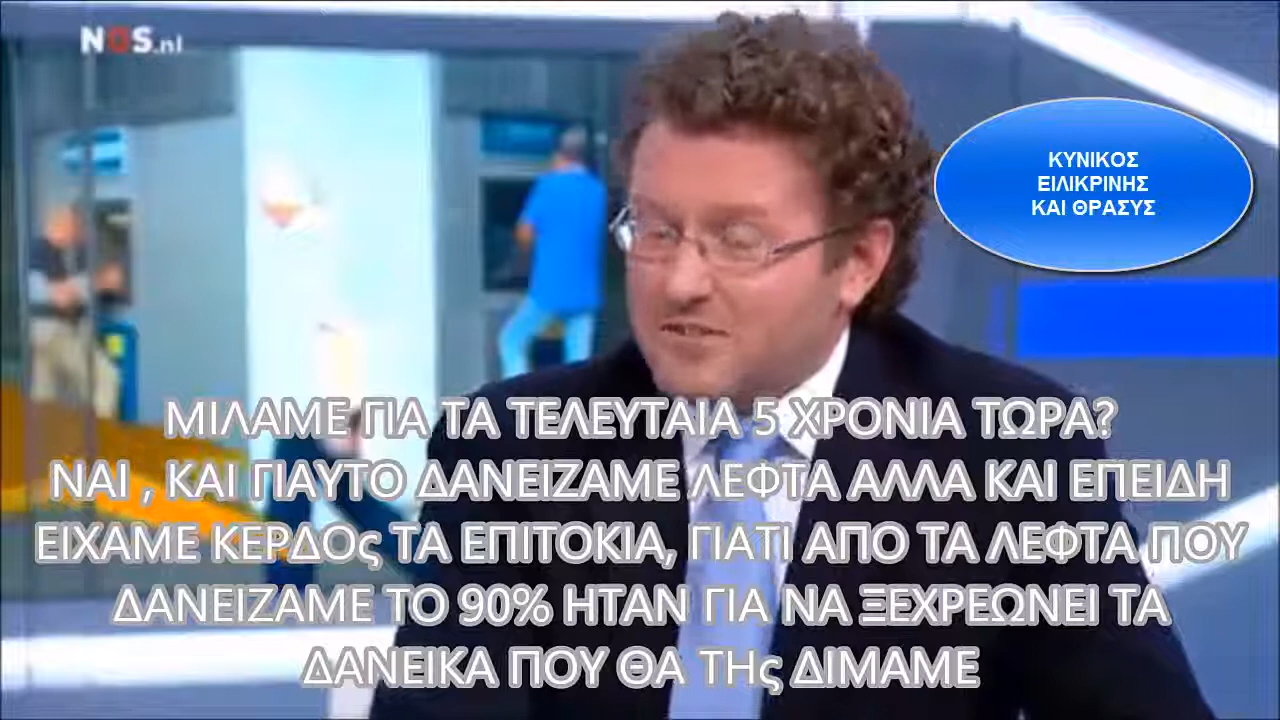 NOS.nl
ΚΥΝΙΚΟΣ
ΕΙΛΙΚΡΙΝΗΣ
ΚΑΙ ΘΡΑΣΥΣ
ΜΙΛΑΜΕ ΓΙΑ ΤΑ ΤΕΛΕΥΤΑΙΑ 5 ΧΡΟΝΙΑ ΤΩΡΑ?
ΝΑΙ , ΚΑΙ ΓΙΑΥΤΟ ΔΑΝΕΙΖΑΜΕ ΛΕΦΤΑ ΑΛΛΑ ΚΑΙ ΕΠΕΙΔΗ
ΕΙΧΑΜΕ ΚΕΡΔΟς ΤΑ ΕΠΙΤΟΚΙΑ, ΓΙΑΤΙ ΑΠΟ ΤΑ ΛΕΦΤΑ ΠΟΥ
ΔΑΝΕΙΖΑΜΕ ΤΟ 90% ΗΤΑΝ ΓΙΑ ΝΑ ΞΕΧΡΕΩΝΕΙ ΤΑ
ΔΑΝΕΙΚΑ ΠΟΥ ΘΑ ΤΗς ΔΙΜΑΜΕ